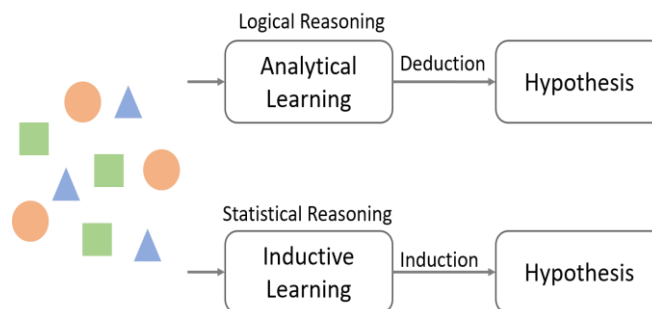 Logical Reasoning
Analytical
Learning
Deduction
Hypothesis
Statistical Reasoning
Inductive
Learning
Induction
Hypothesis